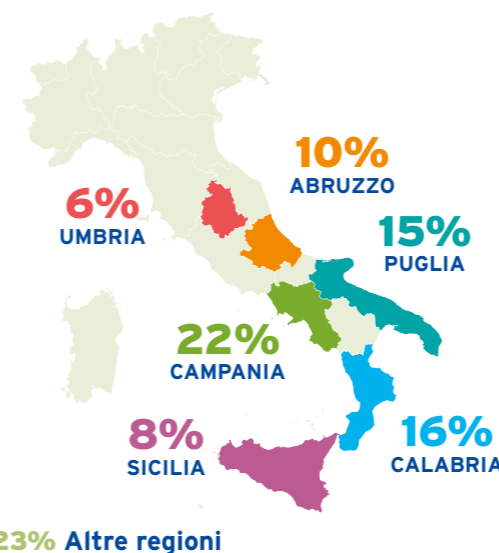 10%
ABRUZZO
6%
UMBRIA
15%
PUGLIA
22%
CAMPANIA
8%
SICILIA
16%
CALABRIA
23% Altre regioni